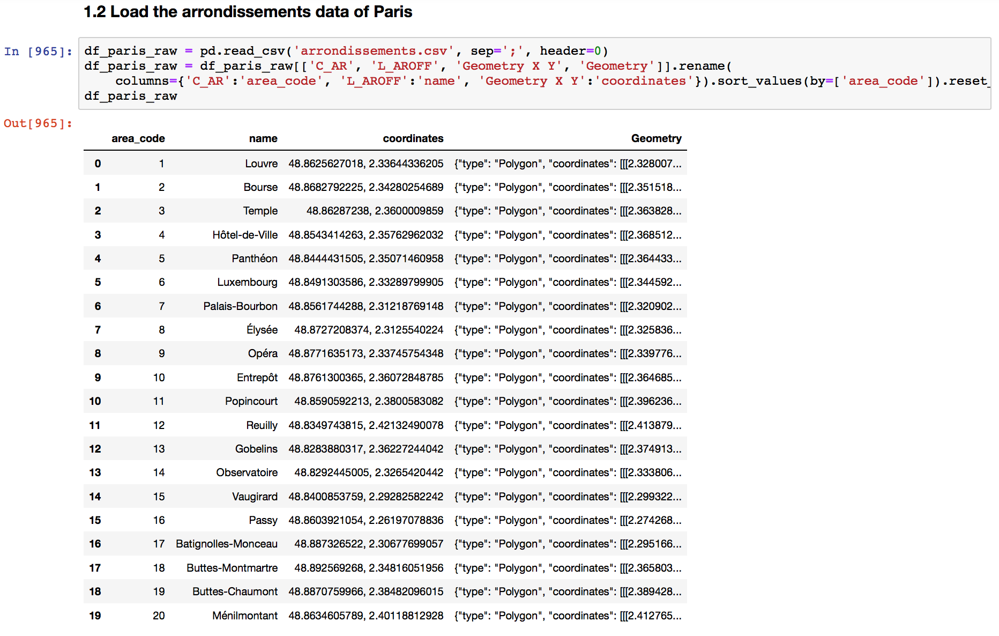 1.2 Load the arrondissements data of Paris
In [965]: df_paris_raw = pd.read_csv('arrondissements.csv', sep=';', header=0)
df_paris_raw = df_paris_raw[['C_AR', 'L_AROFF', 'Geometry X Y', 'Geometry']].rename(
columns={'C_AR':'area_code', 'L_AROFF':'name', 'Geometry X Y':'coordinates'}).sort_values(by=['area_code']).reset_
df_paris_raw
Out[965]:
area_code name coordinates Geometry
0 1 Louvre 48.8625627018, 2.33644336205 {"type": "Polygon", "coordinates": [[[2.328007...
1 2 Bourse 48.8682792225, 2.34280254689 {"type": "Polygon", "coordinates": [[[2.351518...
2 3 Temple 48.86287238, 2.3600009859 {"type": "Polygon", "coordinates": [[[2.363828...
3 4 Hôtel-de-Ville 48.8543414263, 2.35762962032 {"type": "Polygon", "coordinates": [[[2.368512...
4 5 Panthéon 48.8444431505, 2.35071460958 {"type": "Polygon", "coordinates": [[[2.364433...
5 6 Luxembourg 48.8491303586, 2.33289799905 {"type": "Polygon", "coordinates": [[[2.344592...
6 7 Palais-Bourbon 48.8561744288, 2.31218769148 {"type": "Polygon", "coordinates": [[[2.320902...
7 8 Élysée 48.8727208374, 2.3125540224 {"type": "Polygon", "coordinates": [[[2.325836...
8 9 Opéra 48.8771635173, 2.33745754348 {"type": "Polygon", "coordinates": [[[2.339776...
9 10 Entrepôt 48.8761300365, 2.36072848785 {"type": "Polygon", "coordinates": [[[2.364685...
10 11 Popincourt 48.8590592213, 2.3800583082 {"type": "Polygon", "coordinates": [[[2.396236...
11 12 Reuilly 48.8349743815, 2.42132490078 {"type": "Polygon", "coordinates": [[[2.413879...
12 13 Gobelins 48.8283880317, 2.36227244042 {"type": "Polygon", "coordinates": [[[2.374913...
13 14 Observatoire 48.8292445005, 2.3265420442 {"type": "Polygon", "coordinates": [[[2.333806...
14 15 Vaugirard 48.8400853759, 2.29282582242 {"type": "Polygon", "coordinates": [[[2.299322...
15 16 Passy 48.8603921054, 2.26197078836 {"type": "Polygon", "coordinates": [[[2.274268...
16 17 Batignolles-Monceau 48.887326522, 2.30677699057 {"type": "Polygon", "coordinates": [[[2.295166...
17 18 Buttes-Montmartre 48.892569268, 2.34816051956 {"type": "Polygon", "coordinates": [[[2.365803...
18 19 Buttes-Chaumont 48.8870759966, 2.38482096015 {"type": "Polygon", "coordinates": [[[2.389428...
19 20 Ménilmontant 48.8634605789, 2.40118812928 {"type": "Polygon", "coordinates": [[[2.412765...